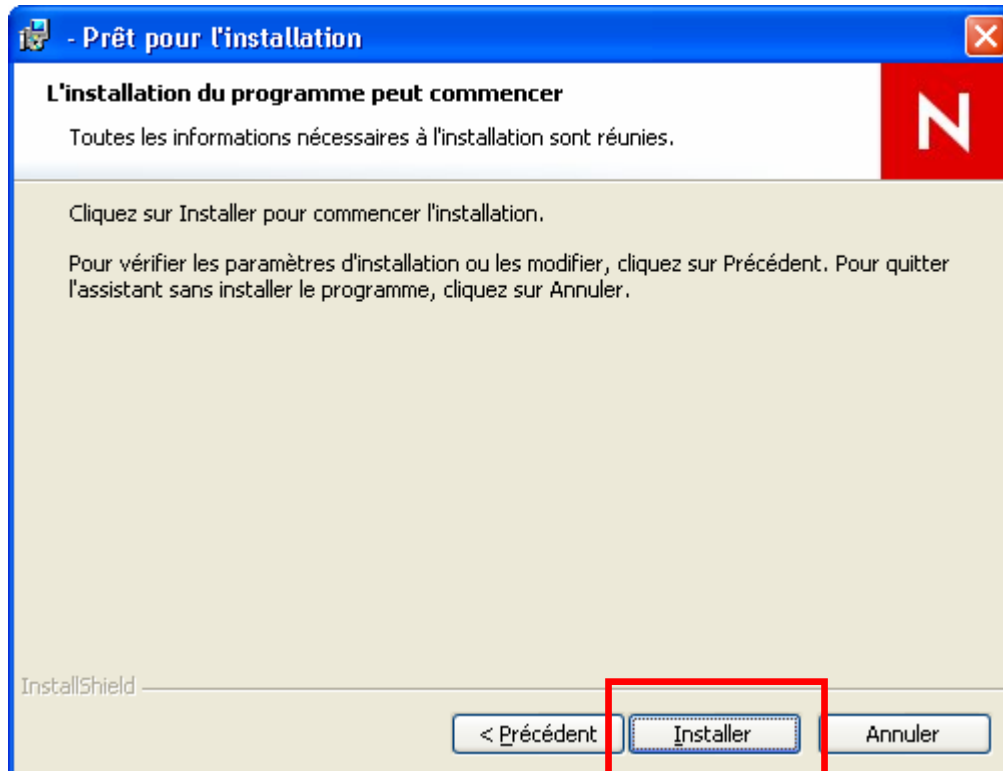 - Prêt pour l'installation
L'installation du programme peut commencer
Toutes les informations nécessaires à l'installation sont réunies.
N
Cliquez sur Installer pour commencer l'installation.
Pour vérifier les paramètres d'installation ou les modifier, cliquez sur Précédent. Pour quitter
l'assistant sans installer le programme, cliquez sur Annuler.
InstallShield
< Précédent Installer Annuler